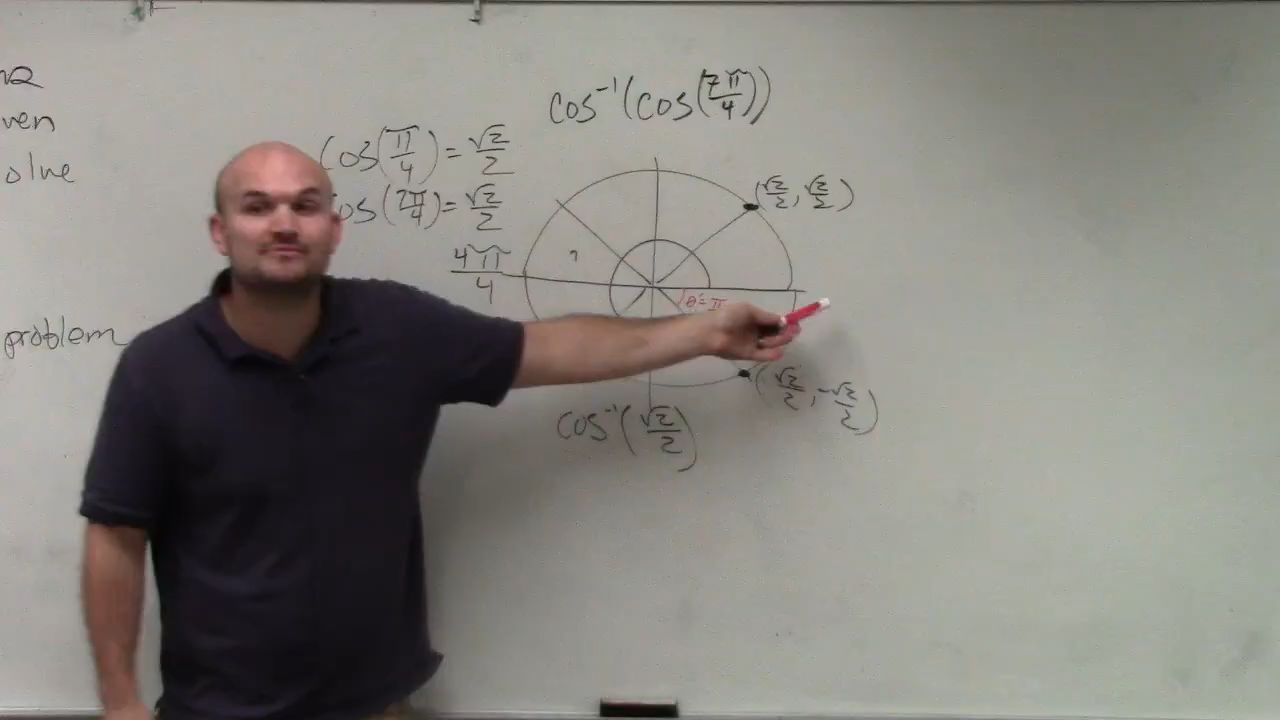 ven
olve
problem
cos⁻¹(cos(7π/4))
cos(π/4) = √2/2
cos(7π/4) = √2/2
(√2/2, √2/2)
4π/4
θ' = π
(√2/2, -√2/2)
cos⁻¹(√2/2)